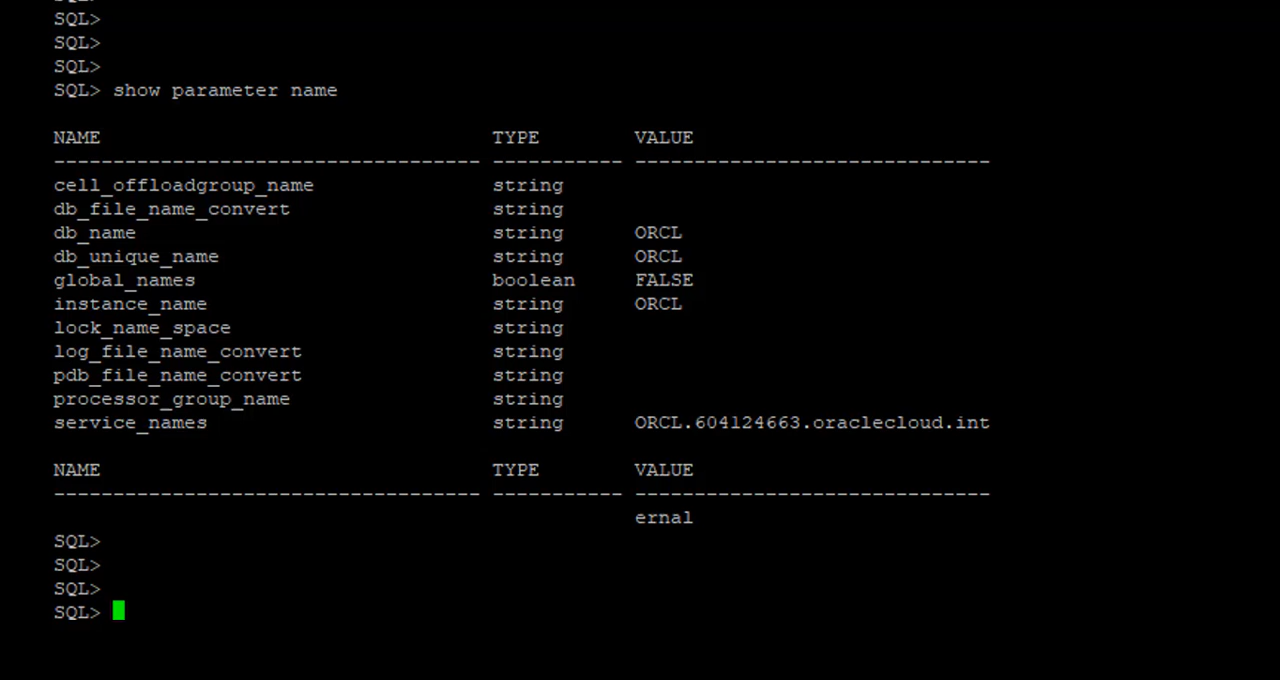 SQL>
SQL>
SQL>
SQL> show parameter name
NAME TYPE VALUE
------------------------------------ ----------- ------------------------------
cell_offloadgroup_name string
db_file_name_convert string
db_name string ORCL
db_unique_name string ORCL
global_names boolean FALSE
instance_name string ORCL
lock_name_space string
log_file_name_convert string
pdb_file_name_convert string
processor_group_name string
service_names string ORCL.604124663.oraclecloud.int
NAME TYPE VALUE
------------------------------------ ----------- ------------------------------
ernal
SQL>
SQL>
SQL>
SQL>